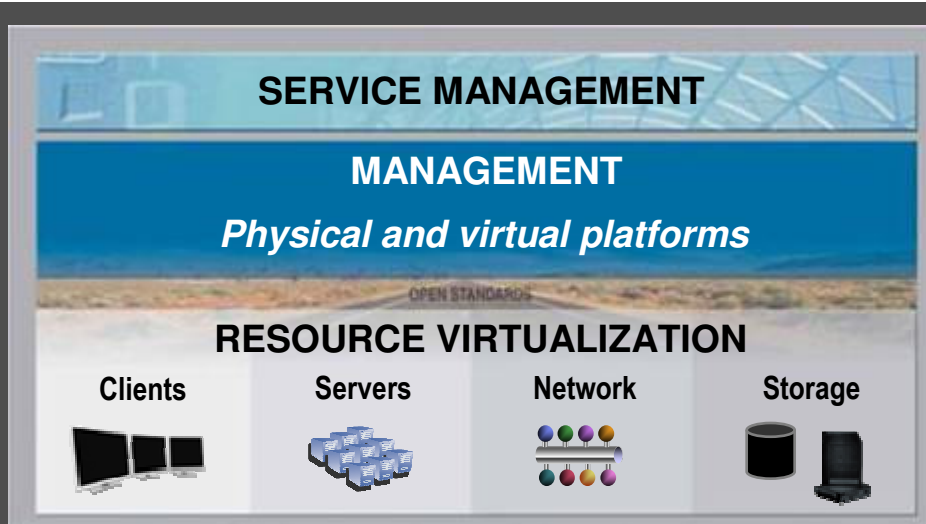 SERVICE MANAGEMENT
MANAGEMENT
Physical and virtual platforms
OPEN STANDARDS
RESOURCE VIRTUALIZATION
Clients Servers Network Storage